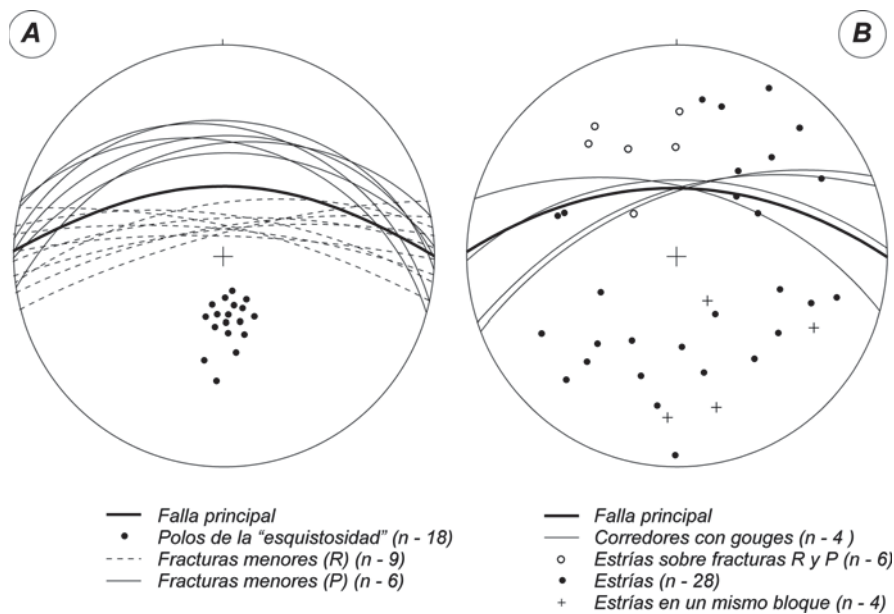 A
B
Falla principal
Polos de la "esquistosidad" (n - 18)
Fracturas menores (R) (n - 9)
Fracturas menores (P) (n - 6)
Falla principal
Corredores con gouges (n - 4 )
Estrías sobre fracturas R y P (n - 6)
Estrías (n - 28)
Estrías en un mismo bloque (n - 4)